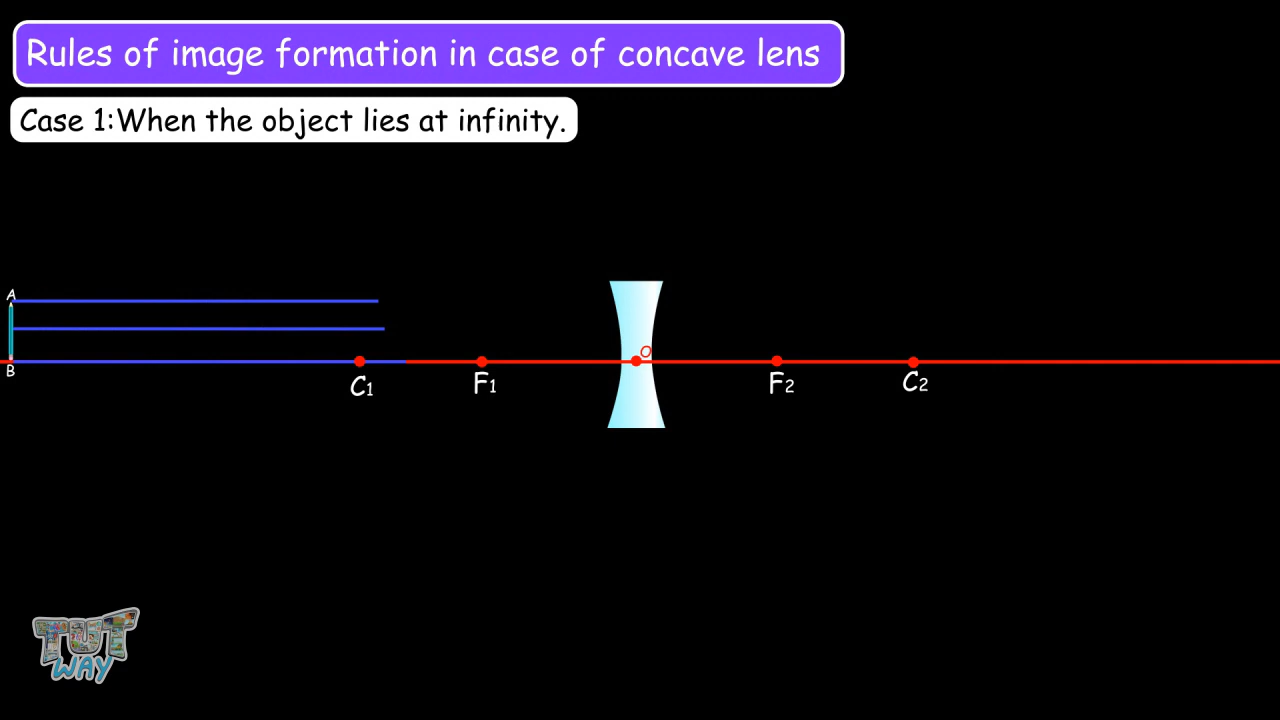 Rules of image formation in case of concave lens
Case 1:When the object lies at infinity.
A
B
C1
F1
O
F2
C2
TUT
WAY